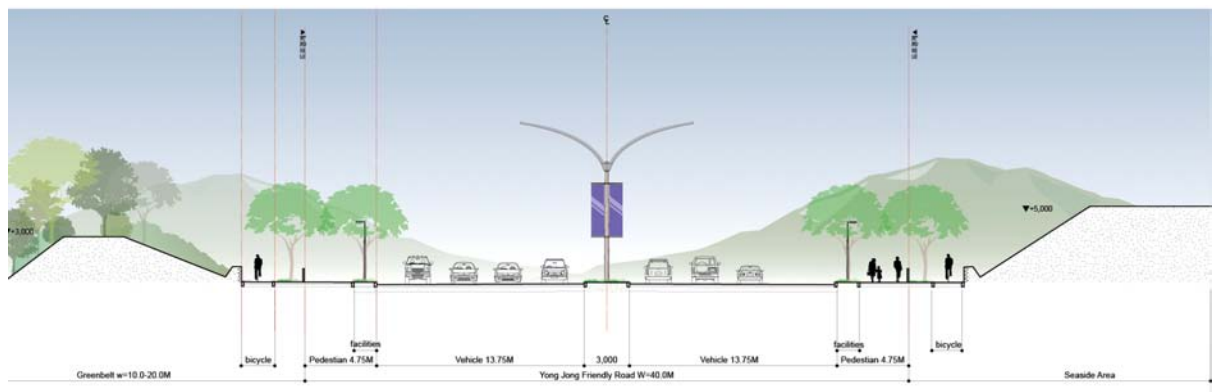 ℄
▼+3,000
▼+5,000
facilities
facilities
bicycle
Pedestian 4.75M
Vehicle 13.75M
3,000
Vehicle 13.75M
Pedestrian 4.75M
bicycle
Greenbelt w=10.0-20.0M
Yong Jong Friendly Road W=40.0M
Seaside Area